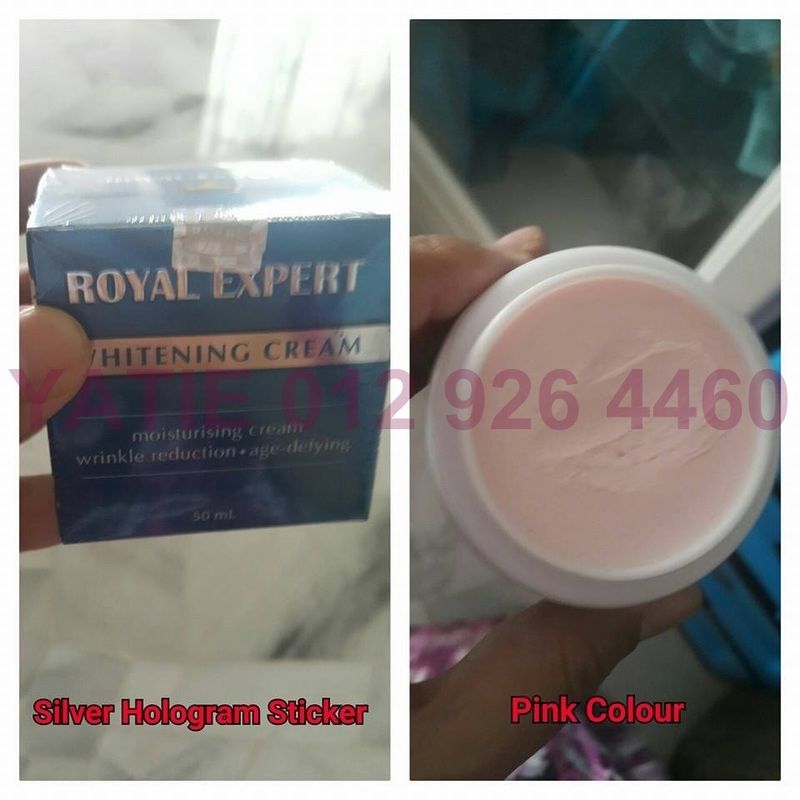 ROYAL EXPERT
WHITENING CREAM
moisturising cream
wrinkle reduction • age-defying
50 mL
YATIE 012 926 4460
Silver Hologram Sticker
Pink Colour